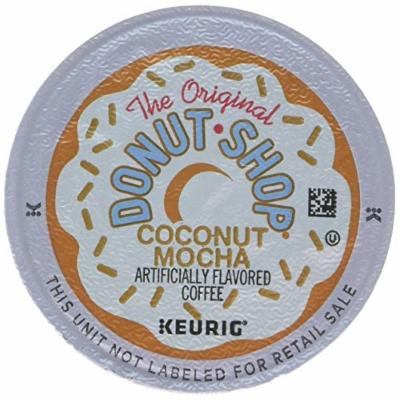 The Original
DONUT·SHOP
COCONUT
MOCHA
ARTIFICIALLY FLAVORED
COFFEE
KEURIG®
THIS UNIT NOT LABELED FOR RETAIL SALE
K
K
U